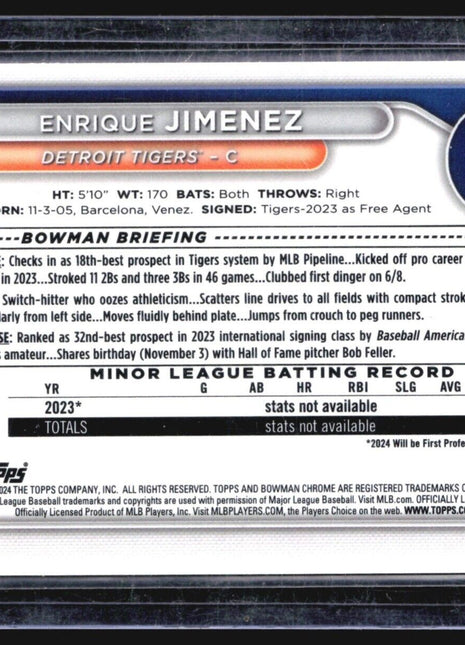 ENRIQUE JIMENEZ
DETROIT TIGERS™ – C
HT: 5'10" WT: 170 BATS: Both THROWS: Right
RN: 11-3-05, Barcelona, Venez. SIGNED: Tigers-2023 as Free Agent
----BOWMAN BRIEFING ----
: Checks in as 18th-best prospect in Tigers system by MLB Pipeline...Kicked off pro career
in 2023...Stroked 11 2Bs and three 3Bs in 46 games...Clubbed first dinger on 6/8.
Switch-hitter who oozes athleticism...Scatters line drives to all fields with compact strok
larly from left side...Moves fluidly behind plate...Jumps from crouch to peg runners.
SE: Ranked as 32nd-best prospect in 2023 international signing class by Baseball America
s amateur...Shares birthday (November 3) with Hall of Fame pitcher Bob Feller.
MINOR LEAGUE BATTING RECORD
YR G AB HR RBI SLG AVG
2023* stats not available
TOTALS stats not available
*2024 Will be First Profe
pps
024 THE TOPPS COMPANY, INC. ALL RIGHTS RESERVED. TOPPS AND BOWMAN CHROME ARE REGISTERED TRADEMARKS O
League Baseball trademarks and copyrights are used with permission of Major League Baseball. Visit MLB.com. OFFICIALLY L
Officially Licensed Product of MLB Players, Inc. Visit MLBPLAYERS.COM, the Players Choice on the web. WWW.TOPPS.C